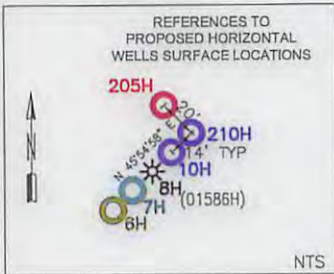 REFERENCES TO
PROPOSED HORIZONTAL
WELLS SURFACE LOCATIONS
205H
20'
N 45°54'58" E
210H
14' TYP
10H
8H
(01586H)
7H
6H
N
NTS